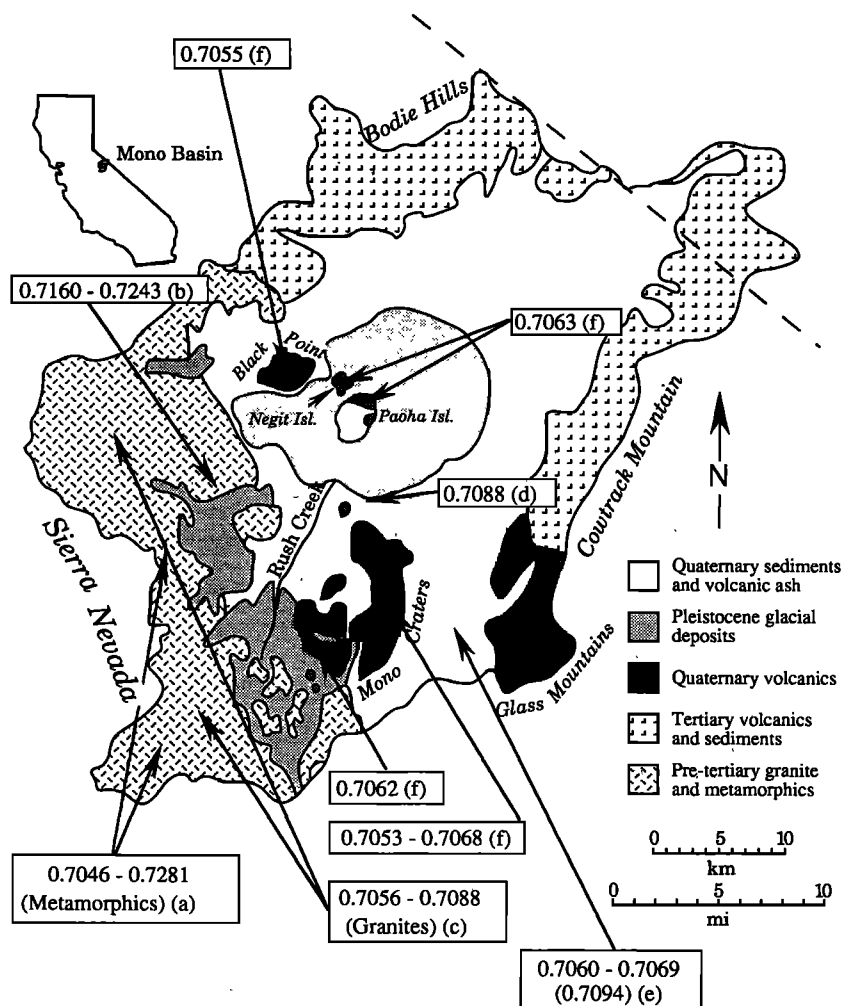 0.7055 (f)
Bodie Hills
Mono Basin
0.7160 - 0.7243 (b)
0.7063 (f)
Black Point
Negit Isl.
Paoha Isl.
Cowtrack Mountain
N
0.7088 (d)
Rush Creek
Sierra Nevada
Mono Craters
Glass Mountains
Quaternary sediments
and volcanic ash
Pleistocene glacial
deposits
Quaternary volcanics
Tertiary volcanics
and sediments
Pre-tertiary granite
and metamorphics
0.7062 (f)
0.7053 - 0.7068 (f)
0.7046 - 0.7281
(Metamorphics) (a)
0.7056 - 0.7088
(Granites) (c)
0.7060 - 0.7069
(0.7094) (e)
0 5 10
km
0 5 10
mi